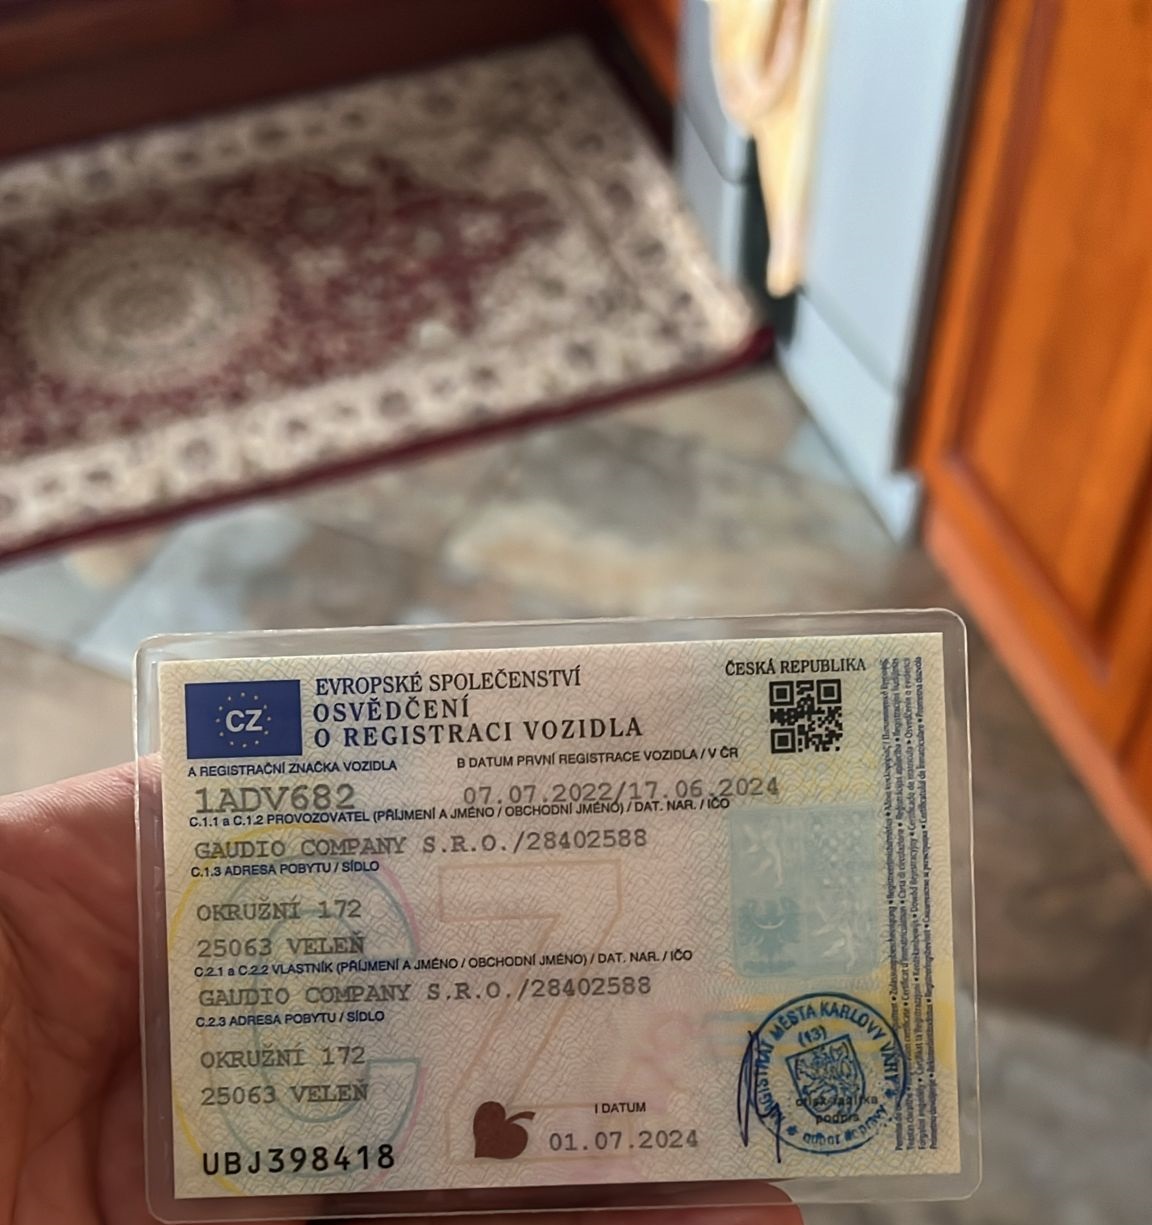 EVROPSKÉ SPOLEČENSTVÍ
OSVĚDČENÍ
O REGISTRACI VOZIDLA
ČESKÁ REPUBLIKA
CZ
A REGISTRAČNÍ ZNAČKA VOZIDLA
B DATUM PRVNÍ REGISTRACE VOZIDLA / V ČR
1ADV682
07.07.2022/17.06.2024
C.1.1 a C.1.2 PROVOZOVATEL (PŘÍJMENÍ A JMÉNO / OBCHODNÍ JMÉNO) / DAT. NAR. / IČO
GAUDIO COMPANY S.R.O./28402588
C.1.3 ADRESA POBYTU / SÍDLO
OKRUŽNÍ 172
25063 VELEŇ
C.2.1 a C.2.2 VLASTNÍK (PŘÍJMENÍ A JMÉNO / OBCHODNÍ JMÉNO) / DAT. NAR. / IČO
GAUDIO COMPANY S.R.O./28402588
C.2.3 ADRESA POBYTU / SÍDLO
OKRUŽNÍ 172
25063 VELEŇ
I DATUM
01.07.2024
UBJ398418
MAGISTRÁT MĚSTA KARLOVY VARY
(13)
odbor dopravy
podpis